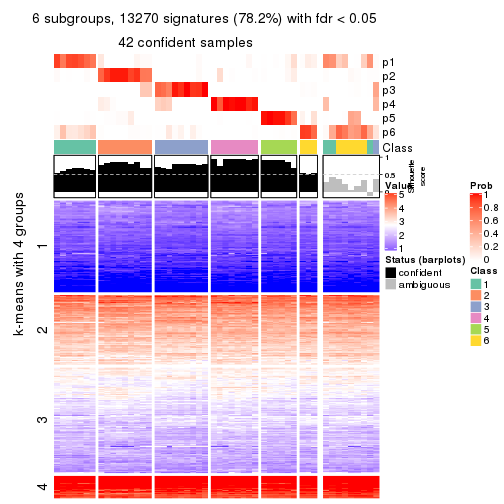 6 subgroups, 13270 signatures (78.2%) with fdr < 0.05
42 confident samples
p1
p2
p3
p4
p5
p6
Class
1
0.5
0
Silhouette
score
k-means with 4 groups
1
2
3
4
Value
5
4
3
2
1
Status (barplots)
confident
ambiguous
Prob
1
0.8
0.6
0.4
0.2
0
Class
1
2
3
4
5
6